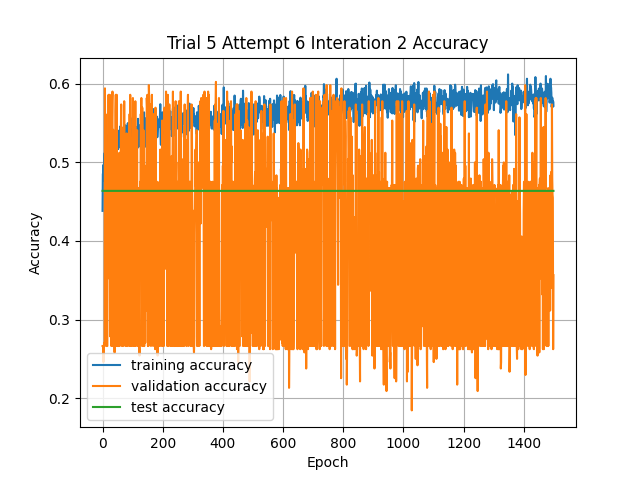 Trial 5 Attempt 6 Interation 2 Accuracy
0.6
0.5
0.4
0.3
0.2
Accuracy
training accuracy
validation accuracy
test accuracy
0 200 400 600 800 1000 1200 1400
Epoch